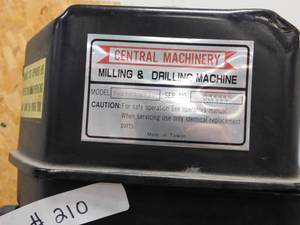 CENTRAL MACHINERY
MILLING & DRILLING MACHINE
MODEL SER. NO.
CAUTION: For safe operation See operation manual.
When servicing use only identical replacement
parts.
Made in Taiwan
# 210